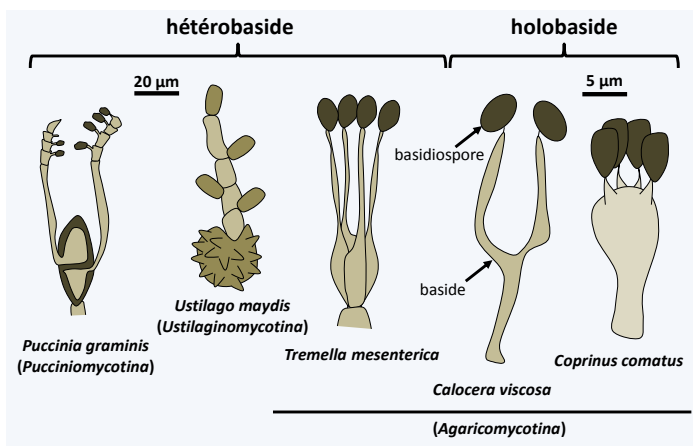 hétérobaside
holobaside
20 µm
5 µm
basidiospore
baside
Ustilago maydis
(Ustilaginomycotina)
Puccinia graminis
(Pucciniomycotina)
Tremella mesenterica
Coprinus comatus
Calocera viscosa
(Agaricomycotina)